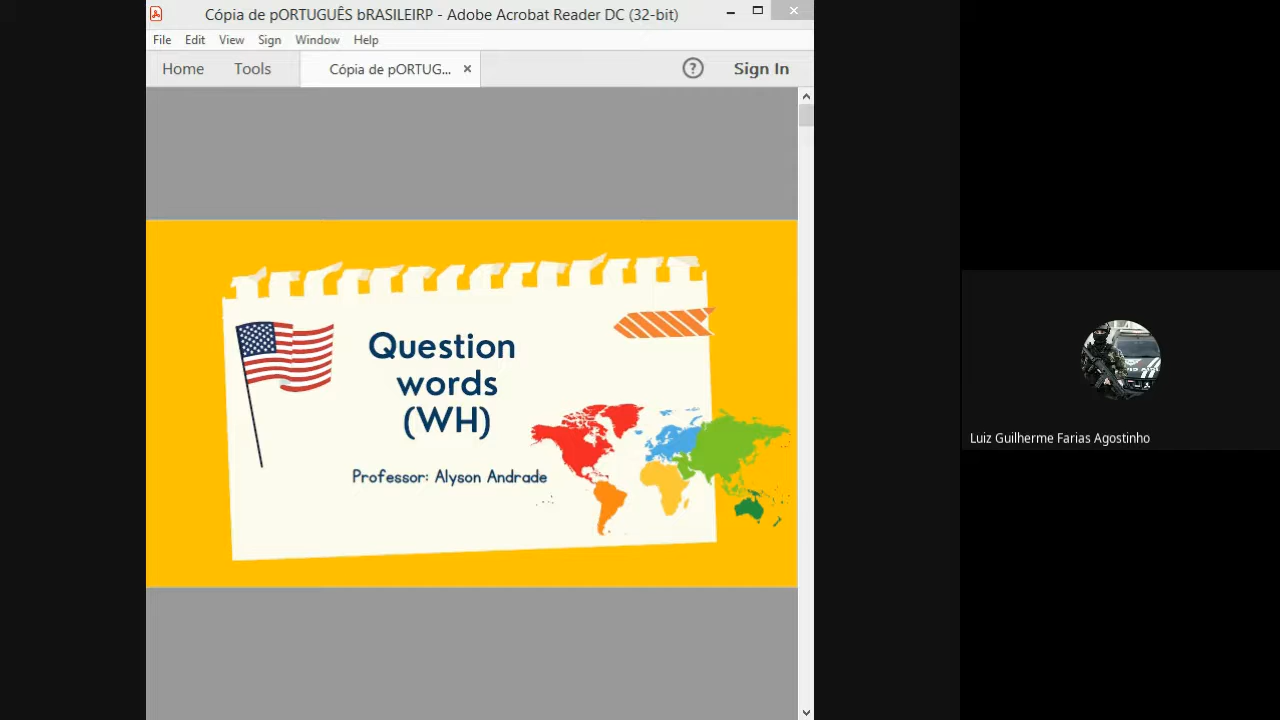 Cópia de pORTUGUÊS bRASILEIRP - Adobe Acrobat Reader DC (32-bit)
File Edit View Sign Window Help
Home Tools Cópia de pORTUG... Sign In
Question
words
(WH)
Professor: Alyson Andrade
Luiz Guilherme Farias Agostinho